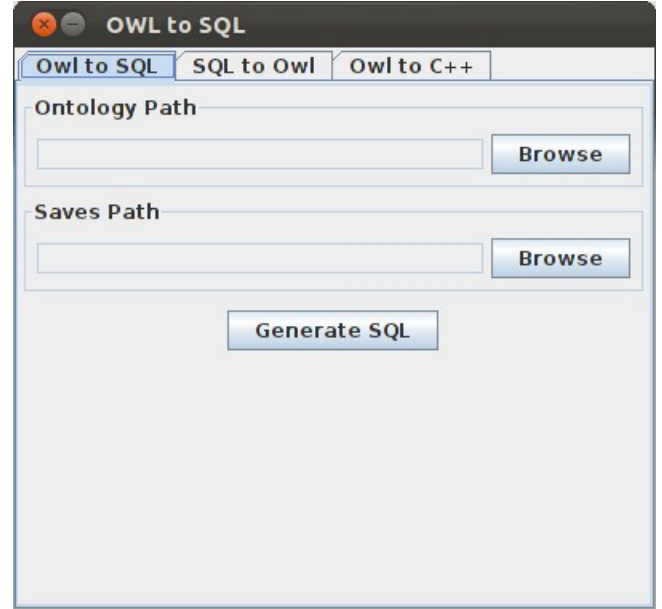 OWL to SQL
Owl to SQL SQL to Owl Owl to C++
Ontology Path
Browse
Saves Path
Browse
Generate SQL